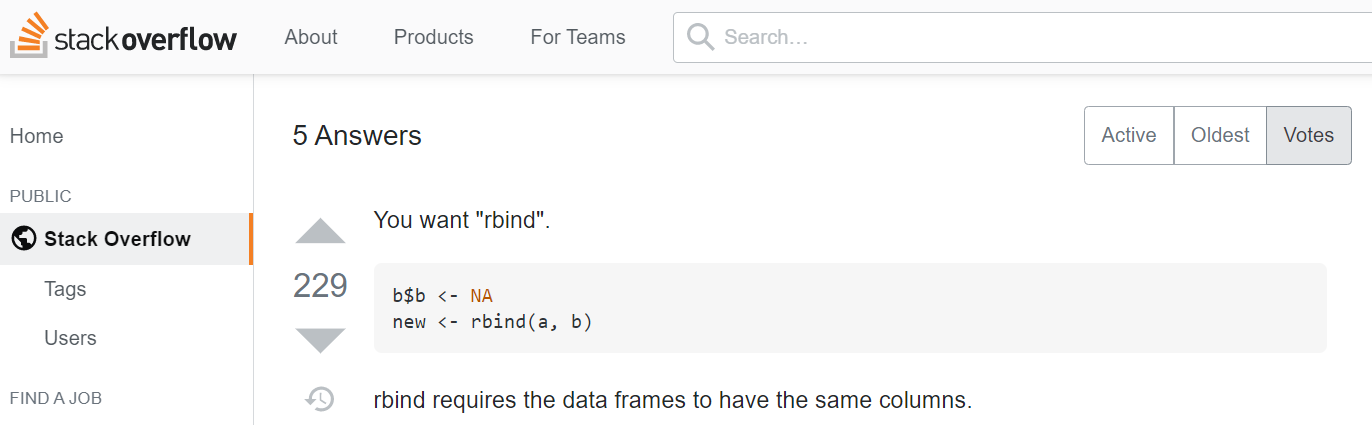 stackoverflow
About
Products
For Teams
Search...
Home
PUBLIC
Stack Overflow
Tags
Users
FIND A JOB
5 Answers
Active
Oldest
Votes
229
You want "rbind".
b$b <- NA
new <- rbind(a, b)
rbind requires the data frames to have the same columns.